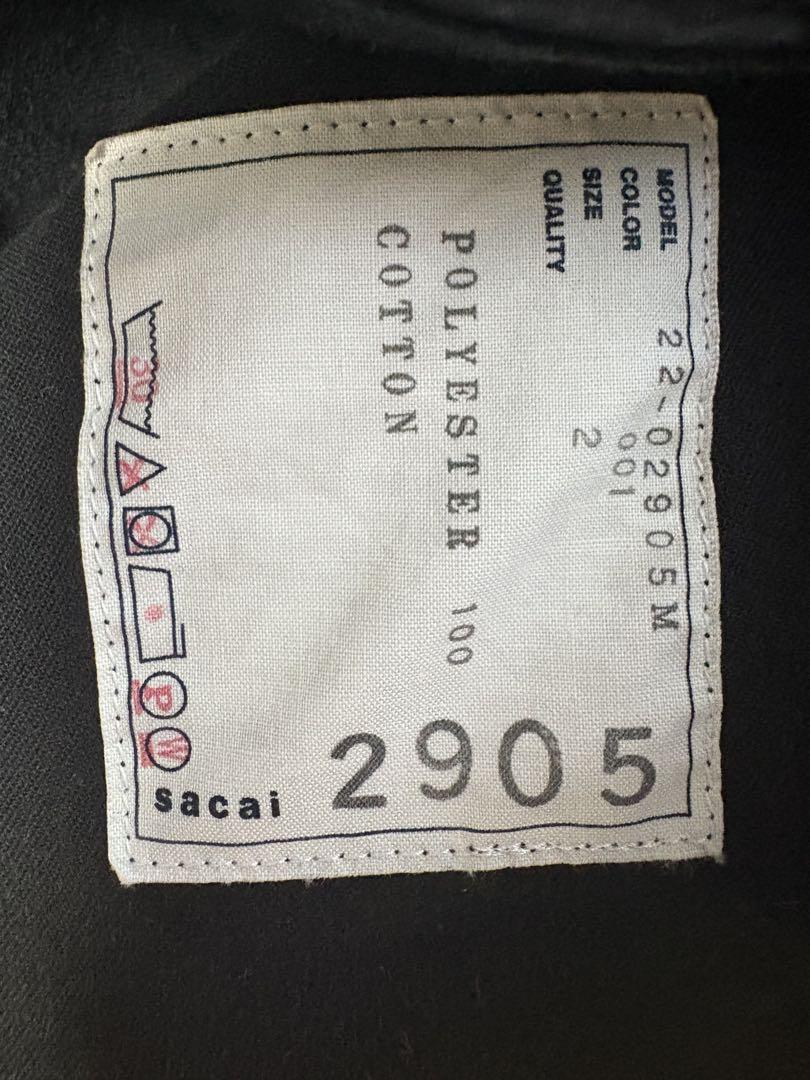 MODEL 22-02905M
COLOR 001
SIZE 2
QUALITY
POLYESTER 100
COTTON
2905
30
P
W
sacai